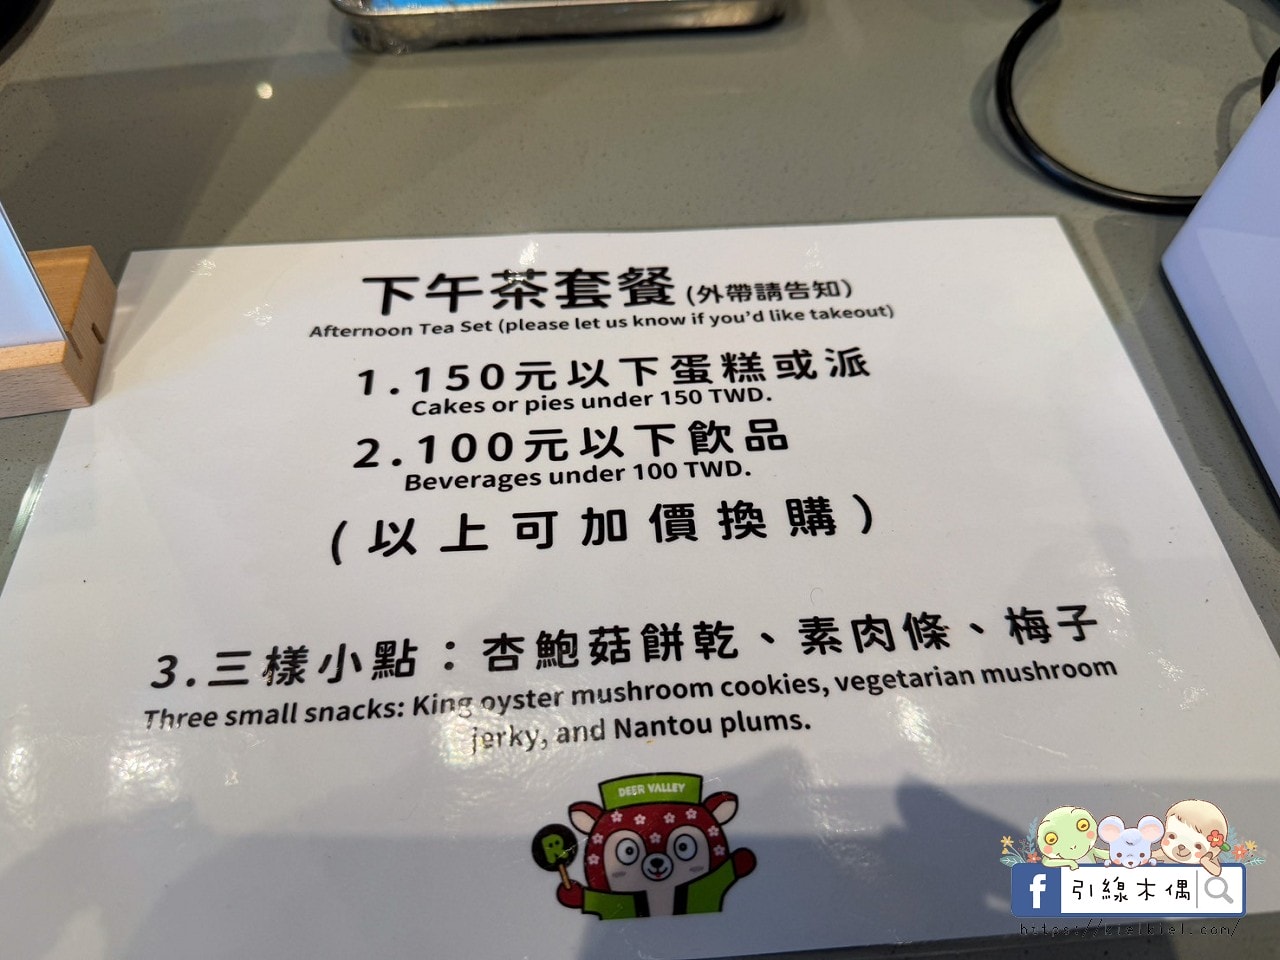 下午茶套餐 (外帶請告知)
Afternoon Tea Set (please let us know if you'd like takeout)
1.150元以下蛋糕或派
Cakes or pies under 150 TWD.
2.100元以下飲品
Beverages under 100 TWD.
(以上可加價換購)
3.三樣小點：杏鮑菇餅乾、素肉條、梅子
Three small snacks: King oyster mushroom cookies, vegetarian mushroom
jerky, and Nantou plums.
DEER VALLEY
R
f 引線木偶